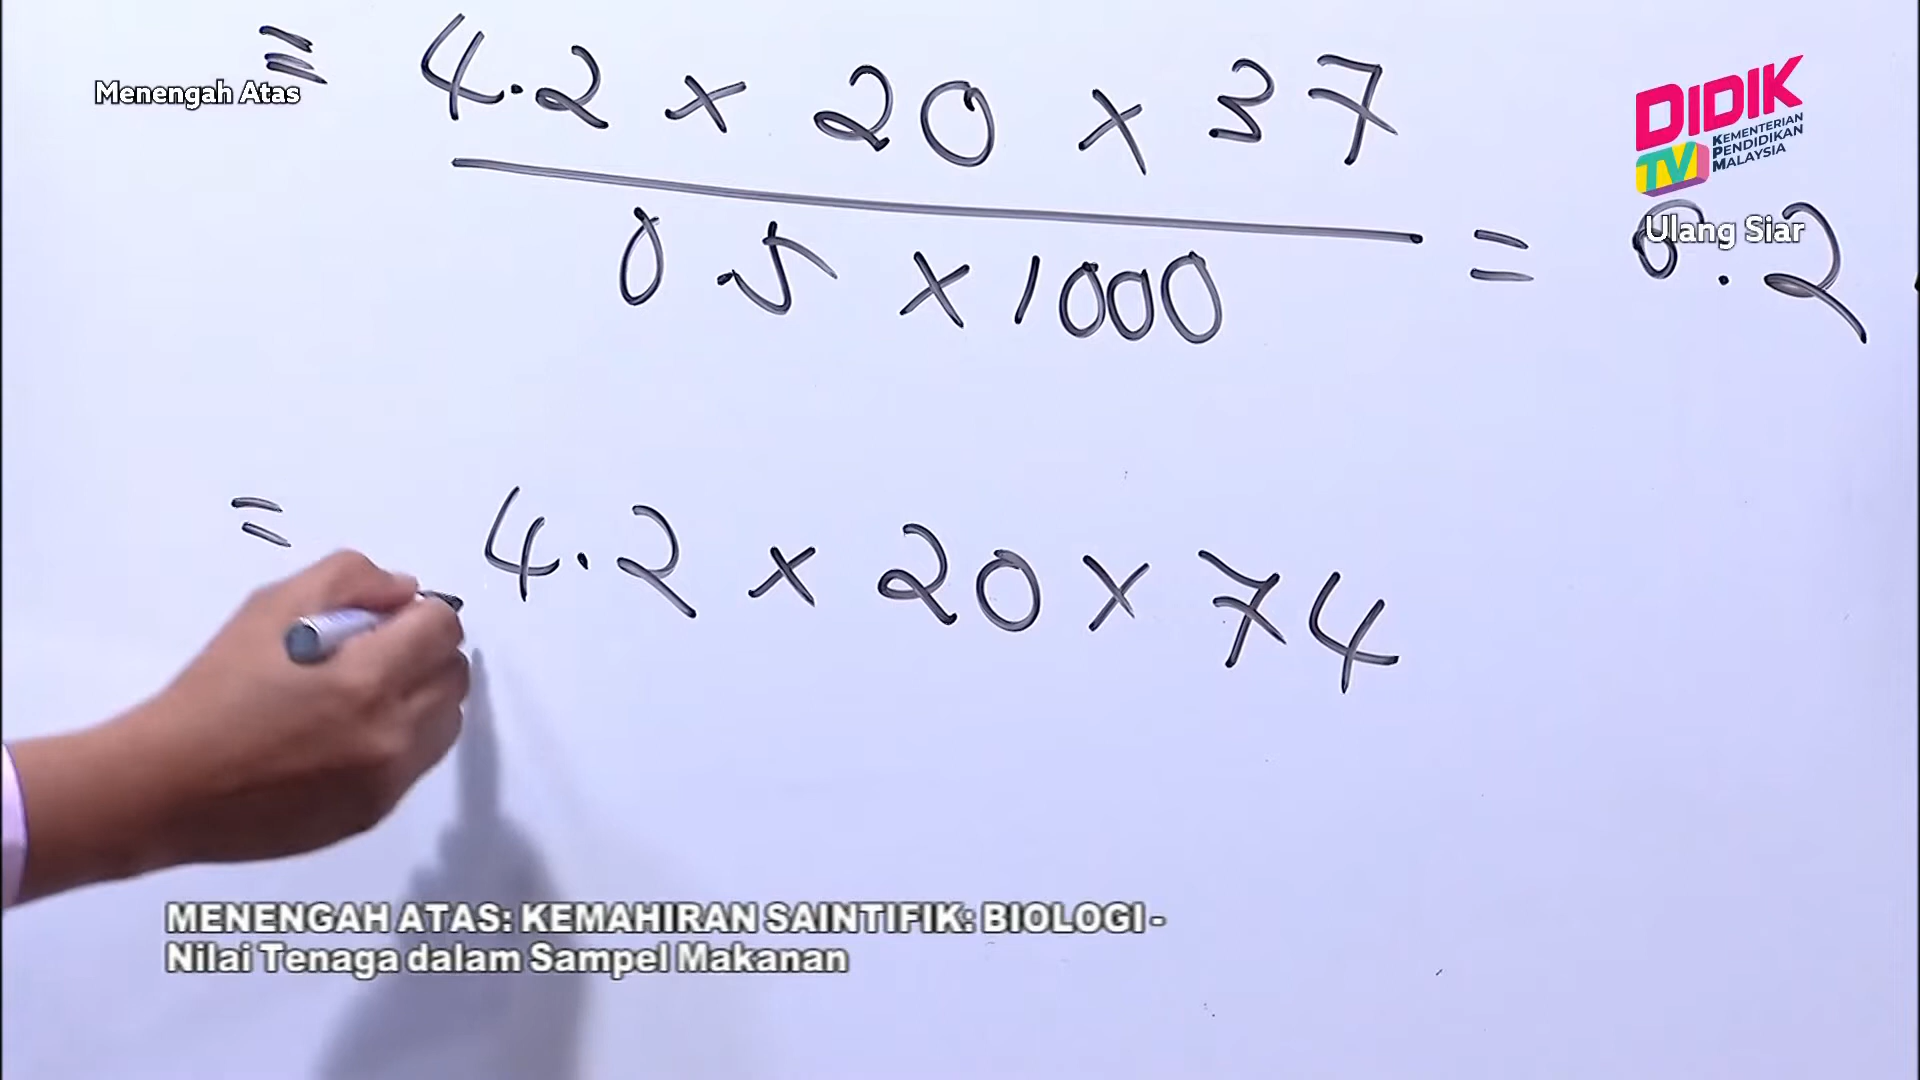 = 4.2 x 20 x 37
Menengah Atas
DIDIK
TV
KEMENTERIAN
PENDIDIKAN
MALAYSIA
Ulang Siar
0.5 x 1000 = 0.2
= 4.2 x 20 x 74
MENENGAH ATAS: KEMAHIRAN SAINTIFIK: BIOLOGI -
Nilai Tenaga dalam Sampel Makanan